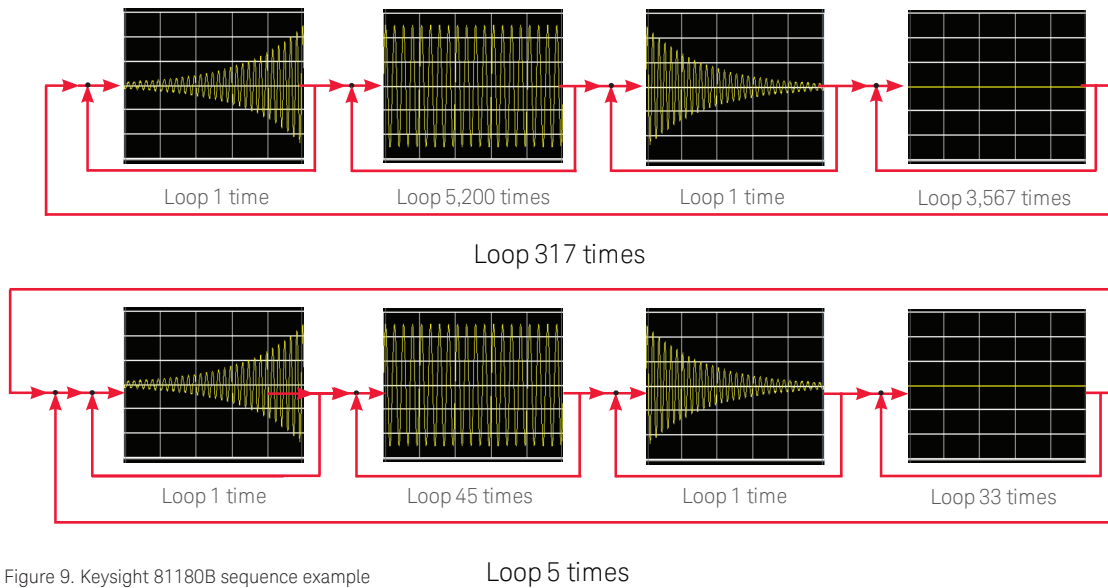 Loop 1 time
Loop 5,200 times
Loop 1 time
Loop 3,567 times
Loop 317 times
Loop 1 time
Loop 45 times
Loop 1 time
Loop 33 times
Figure 9. Keysight 81180B sequence example
Loop 5 times